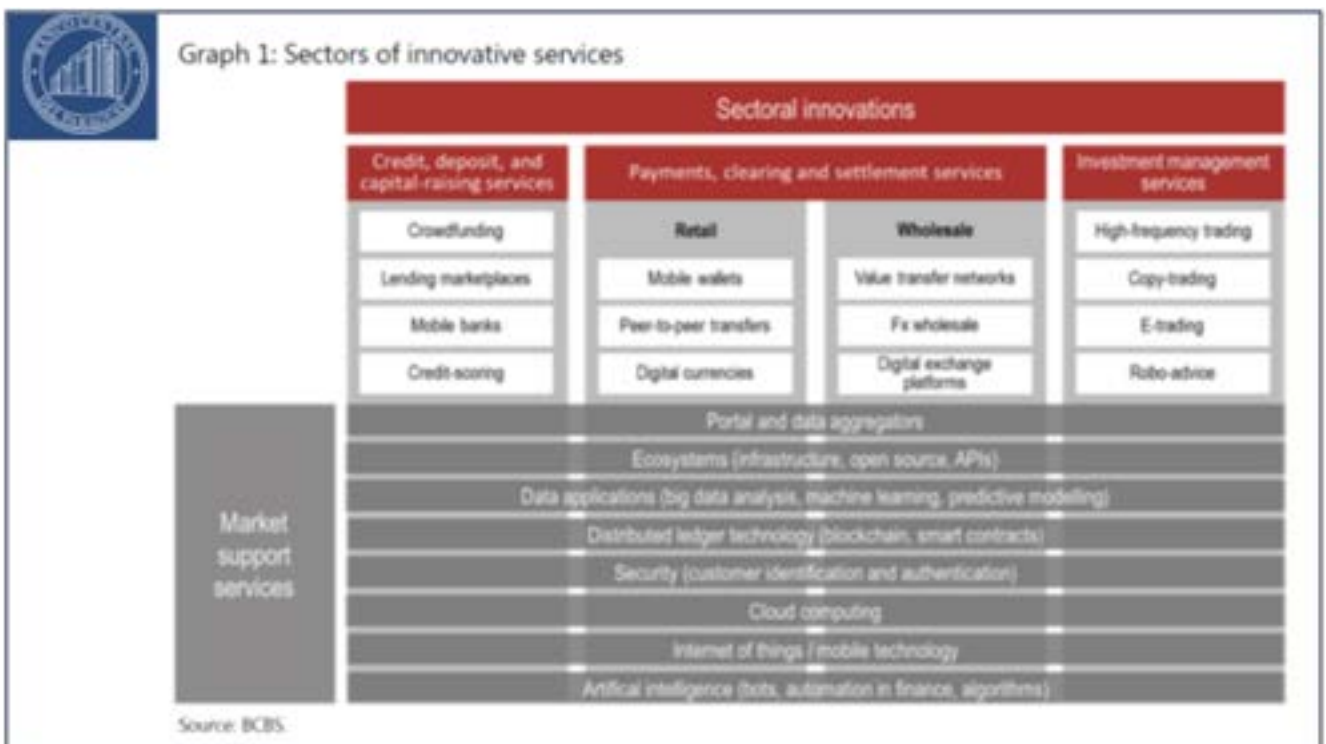 BANCO CENTRAL
DEL PARAGUAY
Graph 1: Sectors of innovative services
Sectoral innovations
Credit, deposit, and
capital-raising services
Payments, clearing and settlement services
Investment management
services
Crowdfunding
Lending marketplaces
Mobile banks
Credit-scoring
Retail
Mobile wallets
Peer-to-peer transfers
Digital currencies
Wholesale
Value transfer networks
Fx wholesale
Digital exchange
platforms
High-frequency trading
Copy-trading
E-trading
Robo-advice
Market
support
services
Portal and data aggregators
Ecosystems (infrastructure, open source, APIs)
Data applications (big data analysis, machine learning, predictive modelling)
Distributed ledger technology (blockchain, smart contracts)
Security (customer identification and authentication)
Cloud computing
Internet of things / mobile technology
Artifical intelligence (bots, automation in finance, algorithms)
Source: BCBS.